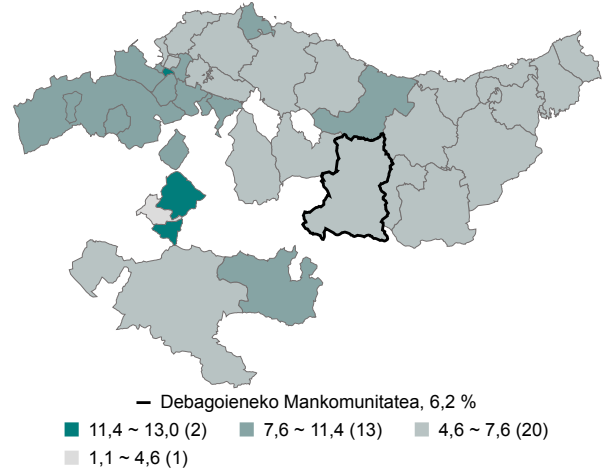 Debagoieneko Mankomunitatea, 6,2 %
11,4 ~ 13,0 (2) 7,6 ~ 11,4 (13) 4,6 ~ 7,6 (20)
1,1 ~ 4,6 (1)